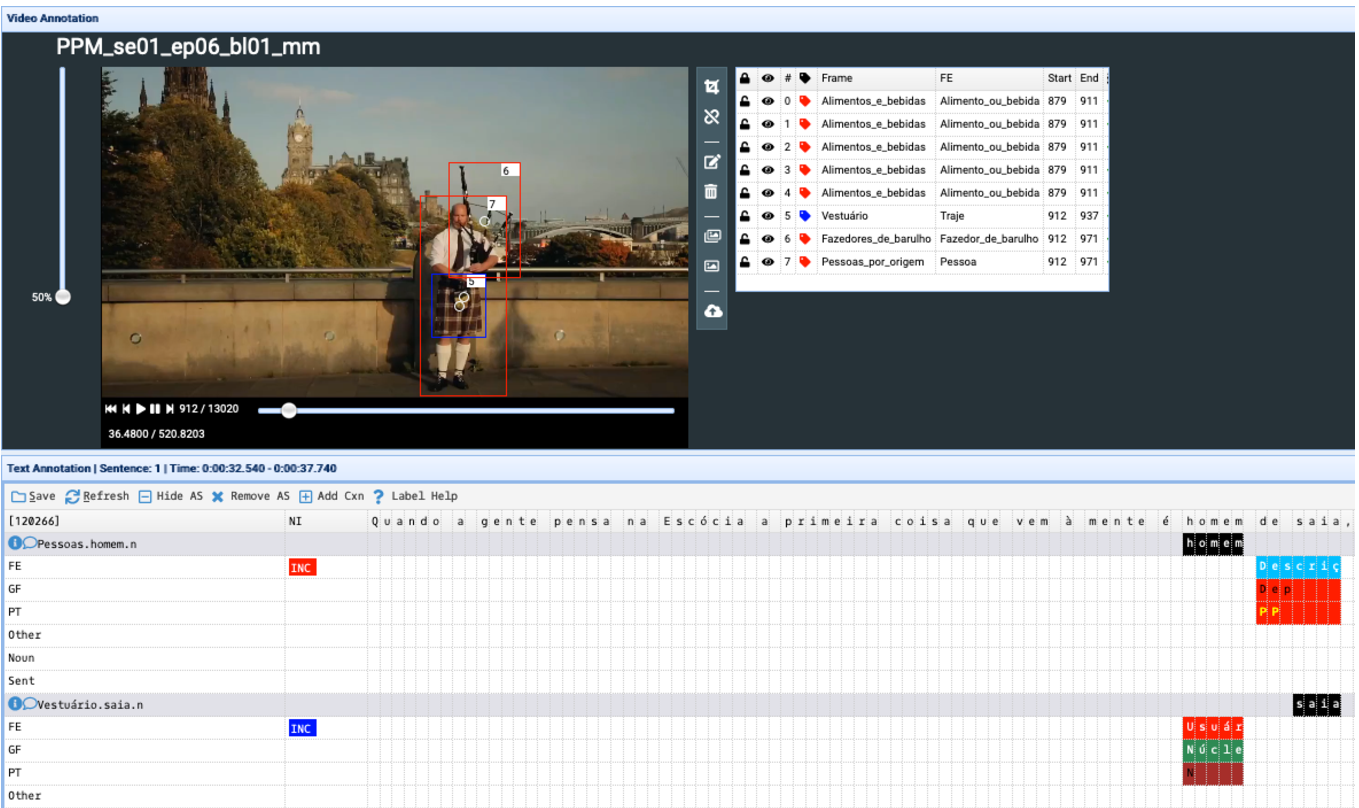 Video Annotation
PPM_se01_ep06_bl01_mm
# Frame FE Start End
0 Alimentos_e_bebidas Alimento_ou_bebida 879 911
1 Alimentos_e_bebidas Alimento_ou_bebida 879 911
2 Alimentos_e_bebidas Alimento_ou_bebida 879 911
3 Alimentos_e_bebidas Alimento_ou_bebida 879 911
4 Alimentos_e_bebidas Alimento_ou_bebida 879 911
5 Vestuário Traje 912 937
6 Fazedores_de_barulho Fazedor_de_barulho 912 971
7 Pessoas_por_origem Pessoa 912 971
6
7
5
50%
912 / 13020
36.4800 / 520.8203
Text Annotation | Sentence: 1 | Time: 0:00:32.540 - 0:00:37.740
Save Refresh Hide AS Remove AS Add Cxn ? Label Help
[120266] NI Quando a gente pensa na Escócia a primeira coisa que vem à mente é homem de saia,
Pessoas.homem.n homem
FE INC Descriç
GF Dep
PT PP
Other
Noun
Sent
Vestuário.saia.n saia
FE INC Usuár
GF Núcle
PT N
Other